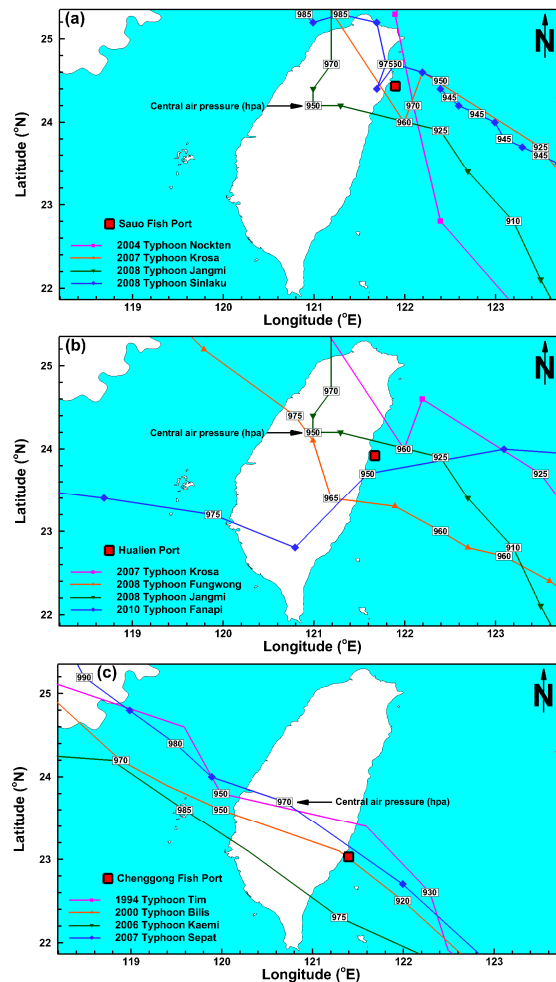 (a)
985
985
N
970
975
60
950
945
Central air pressure (hpa)
950
970
945
960
925
945
925
945
910
Sauo Fish Port
2004 Typhoon Nockten
2007 Typhoon Krosa
2008 Typhoon Jangmi
2008 Typhoon Sinlaku
Latitude (°N)
25
24
23
22
119
120
121
122
123
Longitude (°E)
(b)
N
970
975
Central air pressure (hpa)
950
960
925
950
925
965
975
960
910
960
Hualien Port
2007 Typhoon Krosa
2008 Typhoon Fungwong
2008 Typhoon Jangmi
2010 Typhoon Fanapi
Latitude (°N)
25
24
23
22
119
120
121
122
123
Longitude (°E)
(c)
990
N
980
970
950
970
Central air pressure (hpa)
985
950
930
920
975
Chenggong Fish Port
1994 Typhoon Tim
2000 Typhoon Bilis
2006 Typhoon Kaemi
2007 Typhoon Sepat
Latitude (°N)
25
24
23
22
119
120
121
122
123
Longitude (°E)